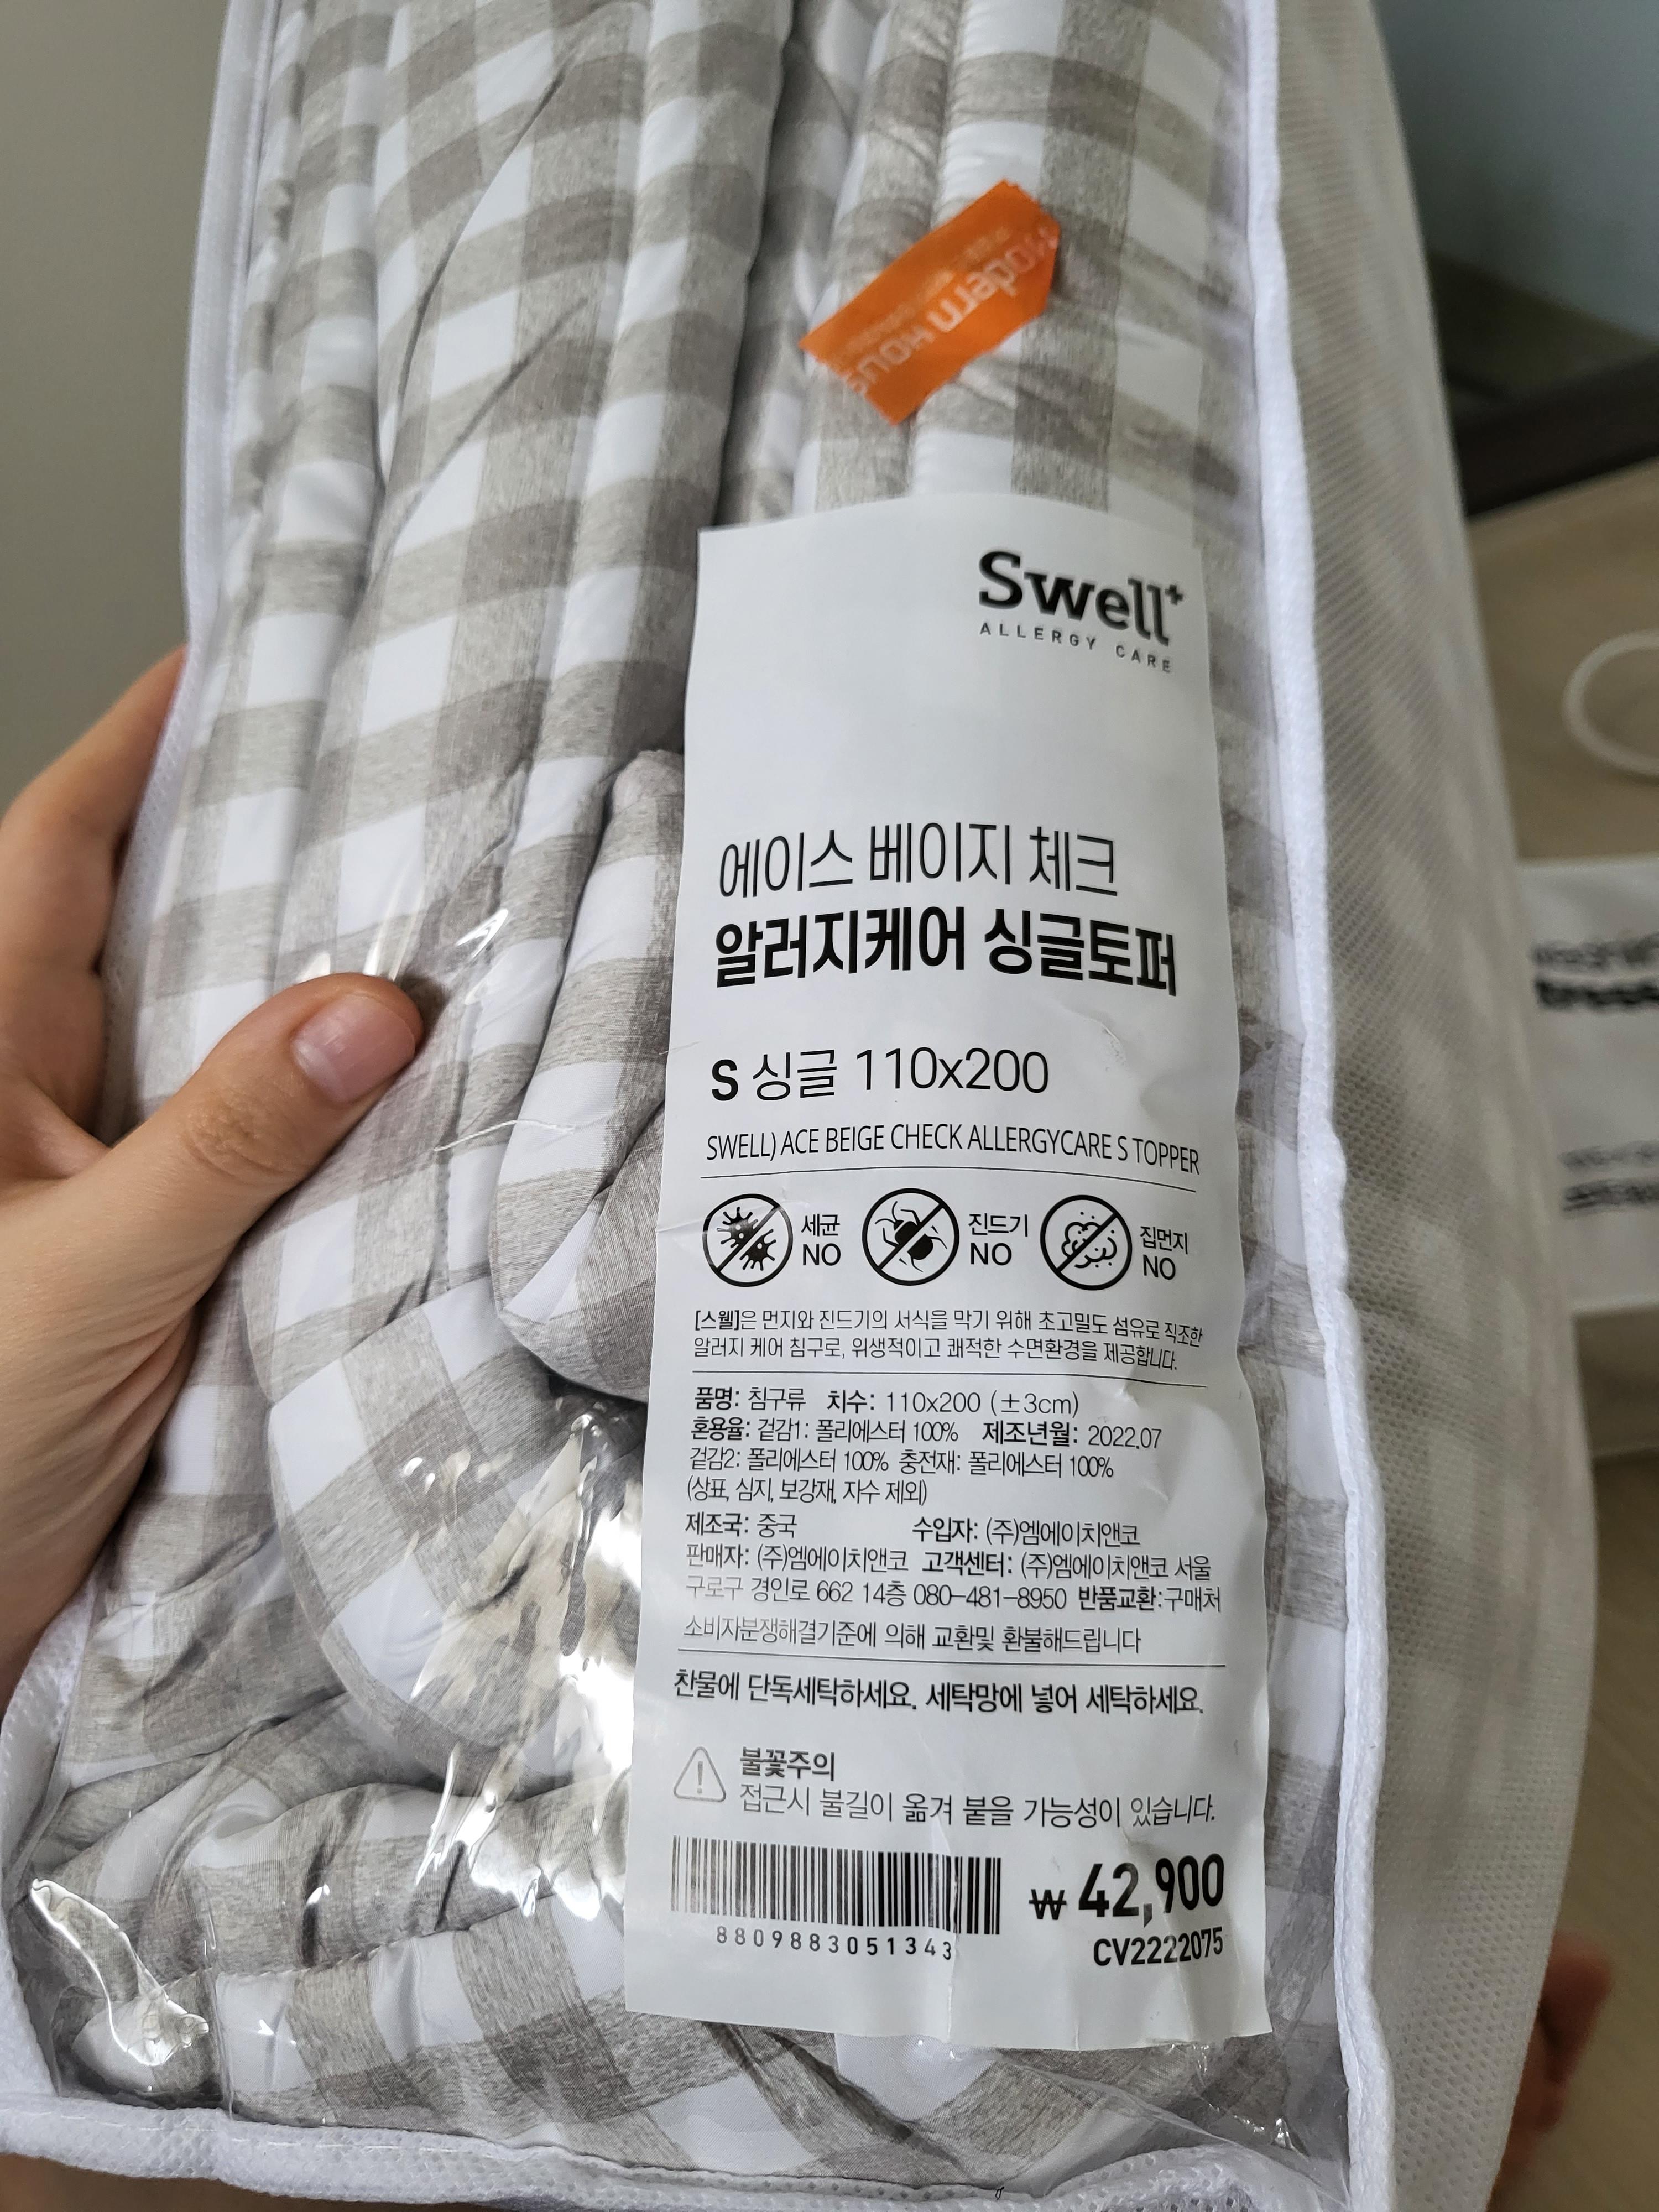 Modern House
Swell+
ALLERGY CARE
에이스 베이지 체크
알러지케어 싱글토퍼
S 싱글 110x200
SWELL) ACE BEIGE CHECK ALLERGYCARE S TOPPER
세균 NO
진드기 NO
집먼지 NO
[스웰]은 먼지와 진드기의 서식을 막기 위해 초고밀도 섬유로 직조한
알러지 케어 침구로, 위생적이고 쾌적한 수면환경을 제공합니다.
품명: 침구류 치수: 110x200 (±3cm)
혼용율: 겉감1: 폴리에스터 100% 제조년월: 2022.07
겉감2: 폴리에스터 100% 충전재: 폴리에스터 100%
(상표, 심지, 보강재, 자수 제외)
제조국: 중국 수입자: (주)엠에이치앤코
판매자: (주)엠에이치앤코 고객센터: (주)엠에이치앤코 서울
구로구 경인로 662 14층 080-481-8950 반품교환:구매처
소비자분쟁해결기준에 의해 교환및 환불해드립니다
찬물에 단독세탁하세요. 세탁망에 넣어 세탁하세요.
불꽃주의
접근시 불길이 옮겨 붙을 가능성이 있습니다.
₩ 42,900
8809883051343
CV2222075